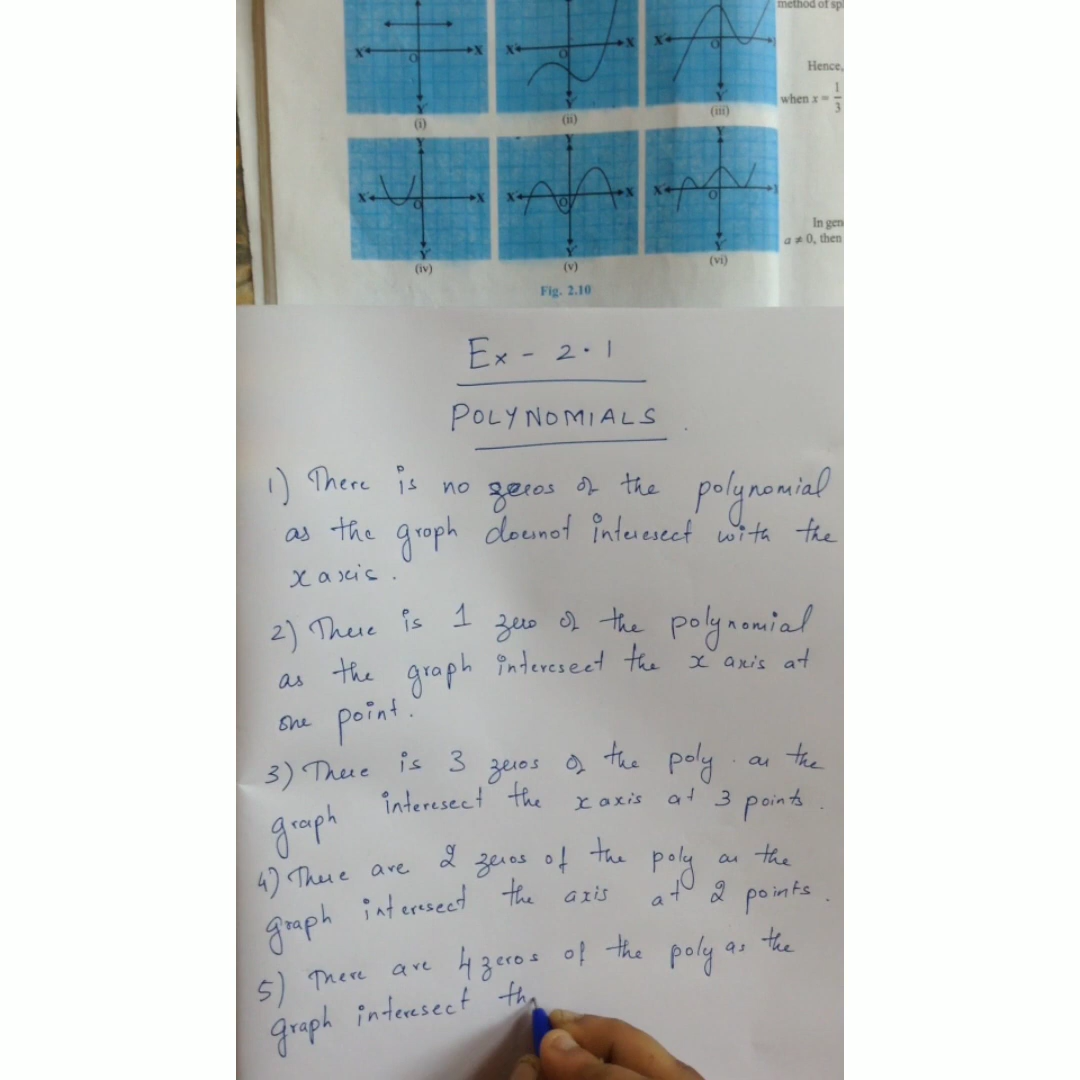 method of spl
X' X X' X X'
O O O
Hence,
Y' Y' Y'
when x = 1/3
(i) (ii) (iii)
Y Y Y
X' X X' X X'
O O O
In gen
Y' Y' Y'
a ≠ 0, then
(iv) (v) (vi)
Fig. 2.10
Ex - 2.1
POLYNOMIALS
1) There is no zeros of the polynomial
as the graph doesnot interesect with the
x axis.
2) There is 1 zero of the polynomial
as the graph interesect the x axis at
one point.
3) There is 3 zeros of the poly. as the
graph interesect the x axis at 3 points.
4) There are 2 zeros of the poly as the
graph interesect the axis at 2 points.
5) There are 4 zeros of the poly as the
graph interesect th